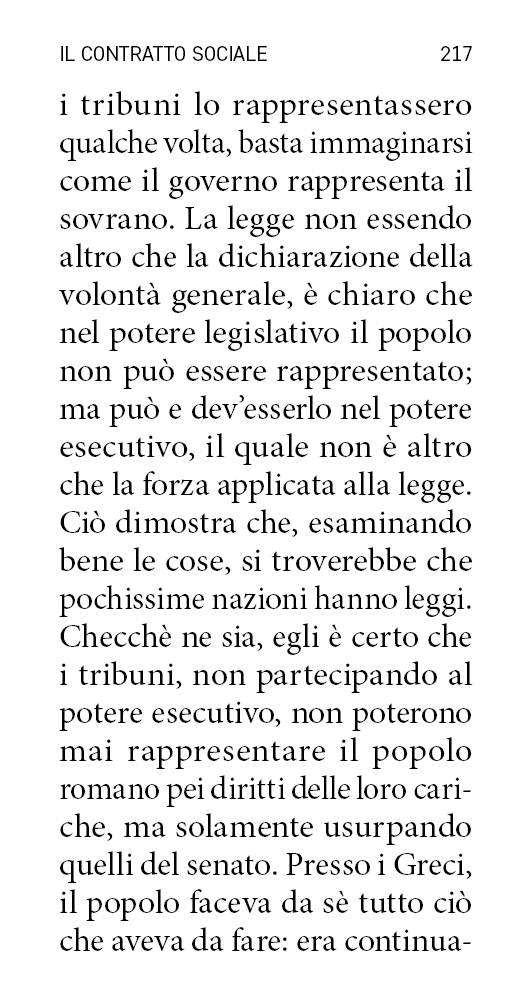 IL CONTRATTO SOCIALE 217
i tribuni lo rappresentassero
qualche volta, basta immaginarsi
come il governo rappresenta il
sovrano. La legge non essendo
altro che la dichiarazione della
volontà generale, è chiaro che
nel potere legislativo il popolo
non può essere rappresentato;
ma può e dev’esserlo nel potere
esecutivo, il quale non è altro
che la forza applicata alla legge.
Ciò dimostra che, esaminando
bene le cose, si troverebbe che
pochissime nazioni hanno leggi.
Checchè ne sia, egli è certo che
i tribuni, non partecipando al
potere esecutivo, non poterono
mai rappresentare il popolo
romano pei diritti delle loro cari-
che, ma solamente usurpando
quelli del senato. Presso i Greci,
il popolo faceva da sè tutto ciò
che aveva da fare: era continua-